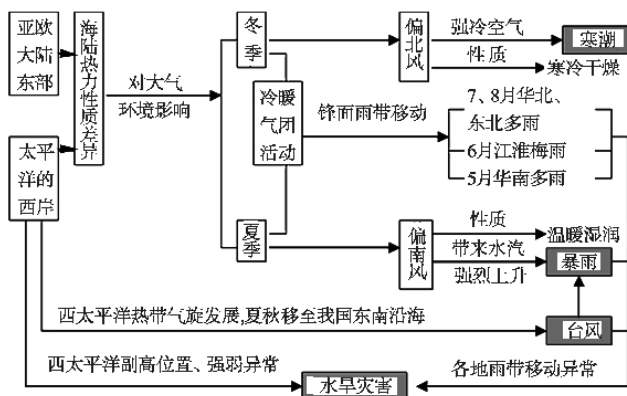 亚欧
大陆
东部
太平
洋的
西岸
海陆热力性质差异
对大气
环境影响
冬季
冷暖
气团
活动
夏季
偏北风
强冷空气
寒潮
性质
寒冷干燥
锋面雨带移动
7、8月华北、
东北多雨
6月江淮梅雨
5月华南多雨
偏南风
性质
温暖湿润
带来水汽
强烈上升
暴雨
西太平洋热带气旋发展,夏秋移至我国东南沿海
台风
西太平洋副高位置、强弱异常
水旱灾害
各地雨带移动异常